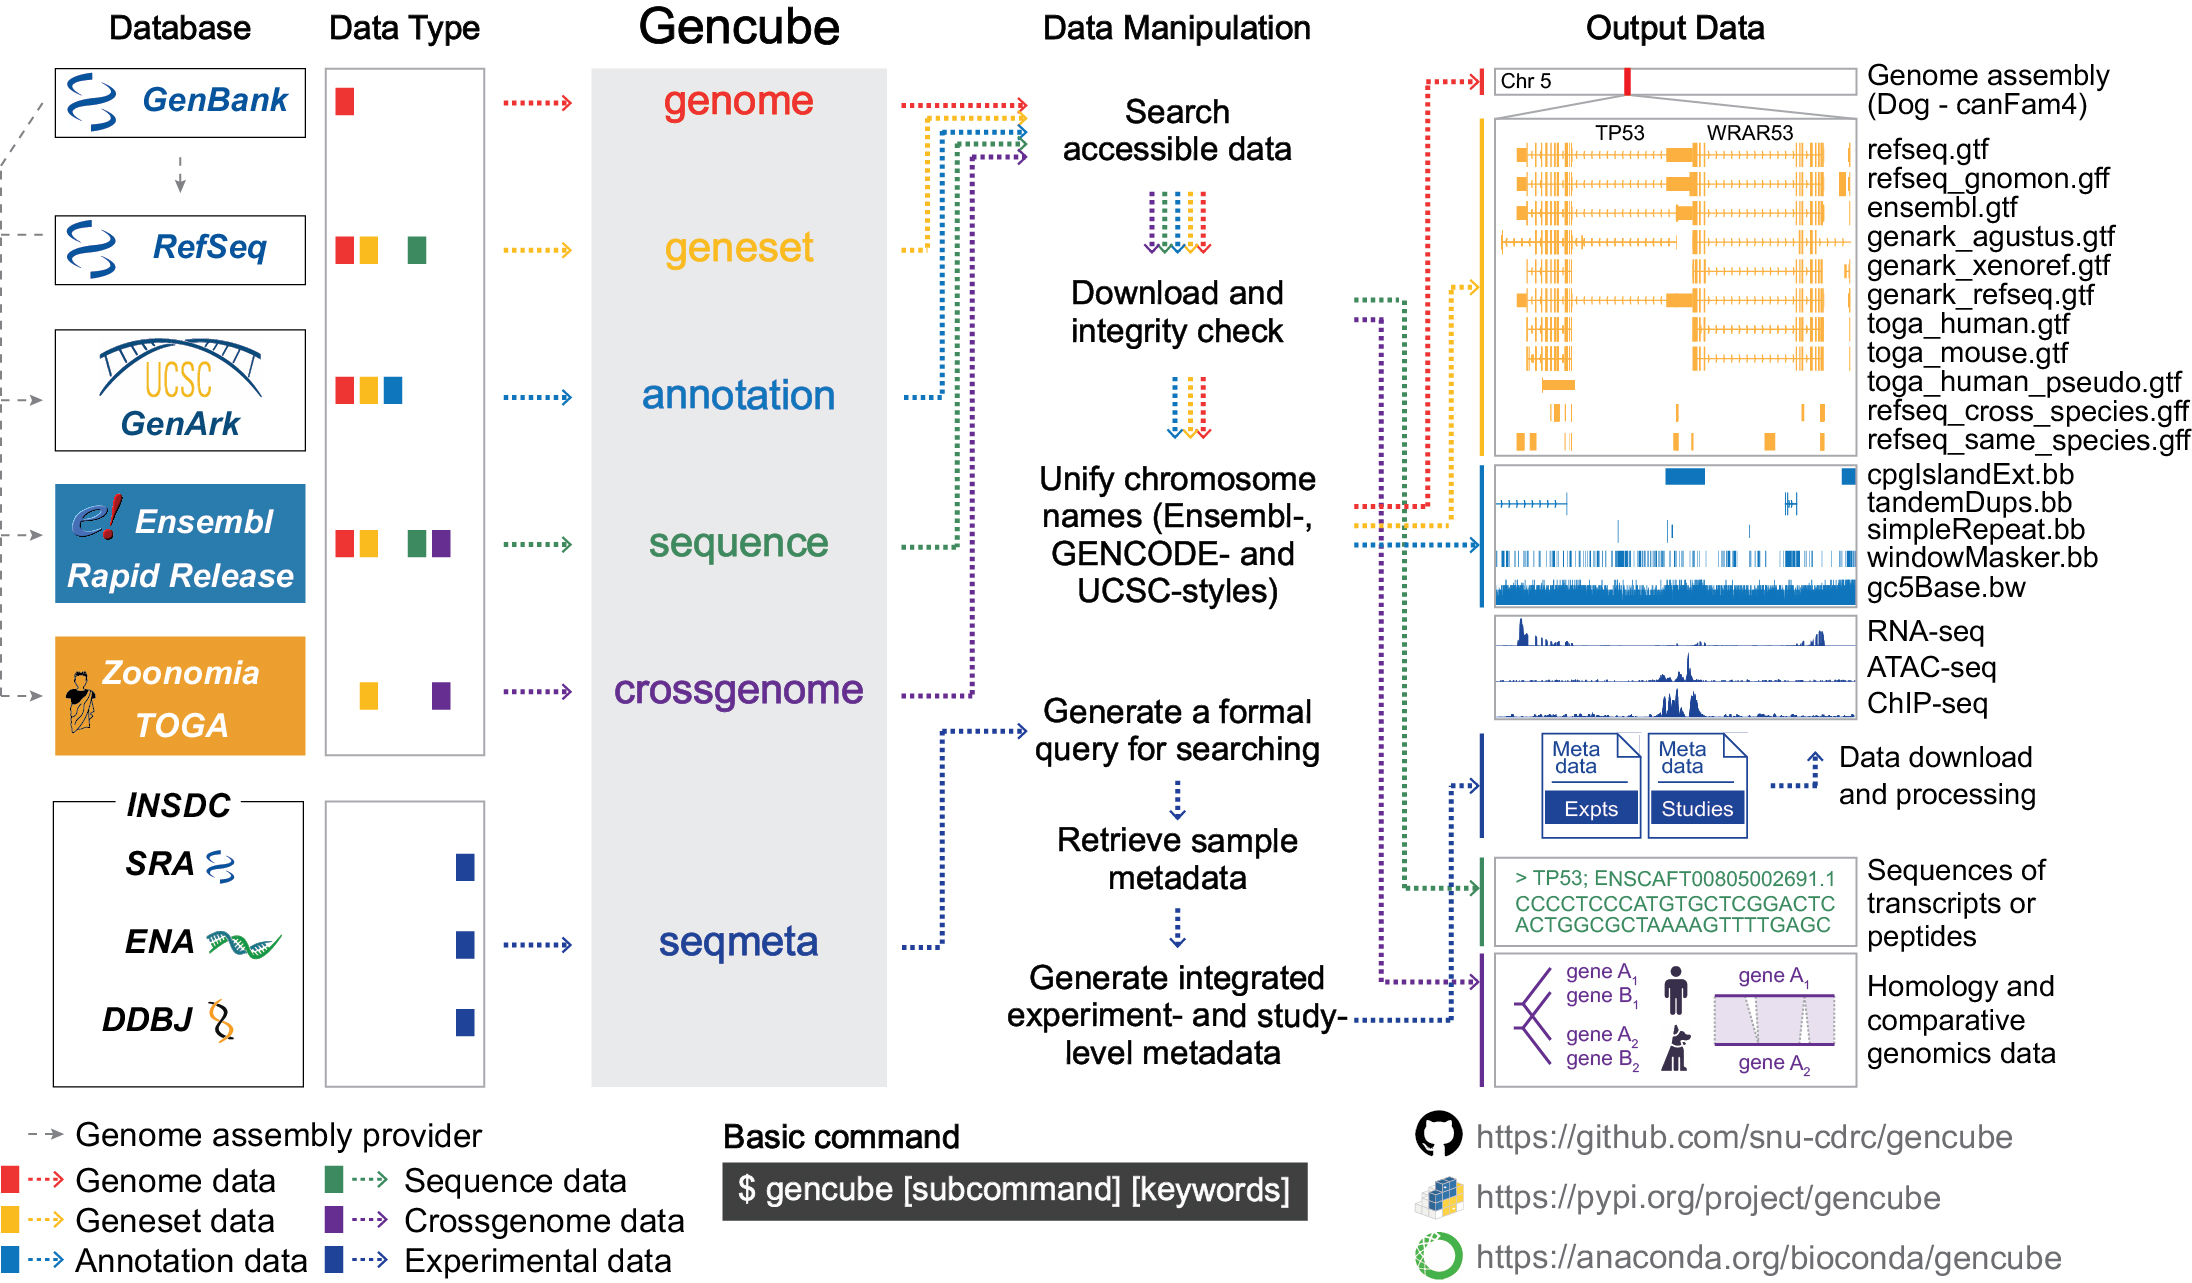 Database
Data Type
Gencube
Data Manipulation
Output Data
GenBank
RefSeq
UCSC
GenArk
e! Ensembl
Rapid Release
Zoonomia
TOGA
INSDC
SRA
ENA
DDBJ
genome
geneset
annotation
sequence
crossgenome
seqmeta
Search
accessible data
Download and
integrity check
Unify chromosome
names (Ensembl-,
GENCODE- and
UCSC-styles)
Generate a formal
query for searching
Retrieve sample
metadata
Generate integrated
experiment- and study-
level metadata
Chr 5
Genome assembly
(Dog - canFam4)
TP53 WRAR53
refseq.gtf
refseq_gnomon.gff
ensembl.gtf
genark_agustus.gtf
genark_xenoref.gtf
genark_refseq.gtf
toga_human.gtf
toga_mouse.gtf
toga_human_pseudo.gtf
refseq_cross_species.gff
refseq_same_species.gff
cpgIslandExt.bb
tandemDups.bb
simpleRepeat.bb
windowMasker.bb
gc5Base.bw
RNA-seq
ATAC-seq
ChIP-seq
Meta
data
Expts
Meta
data
Studies
Data download
and processing
> TP53; ENSCAFT00805002691.1
CCCCTCCCATGTGCTCGGACTC
ACTGGCGCTAAAAGTTTTGAGC
Sequences of
transcripts or
peptides
gene A1
gene B1
gene A2
gene B2
gene A1
gene A2
Homology and
comparative
genomics data
Genome assembly provider
Genome data
Geneset data
Annotation data
Sequence data
Crossgenome data
Experimental data
Basic command
$ gencube [subcommand] [keywords]
https://github.com/snu-cdrc/gencube
https://pypi.org/project/gencube
https://anaconda.org/bioconda/gencube